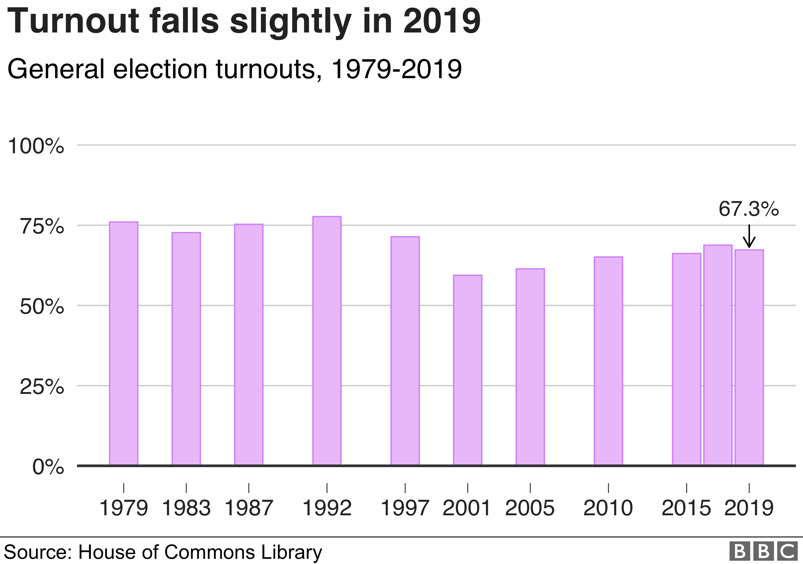 Turnout falls slightly in 2019
General election turnouts, 1979-2019
100%
67.3%
75%
50%
25%
0%
1979 1983 1987 1992 1997 2001 2005 2010 2015 2019
Source: House of Commons Library
BBC